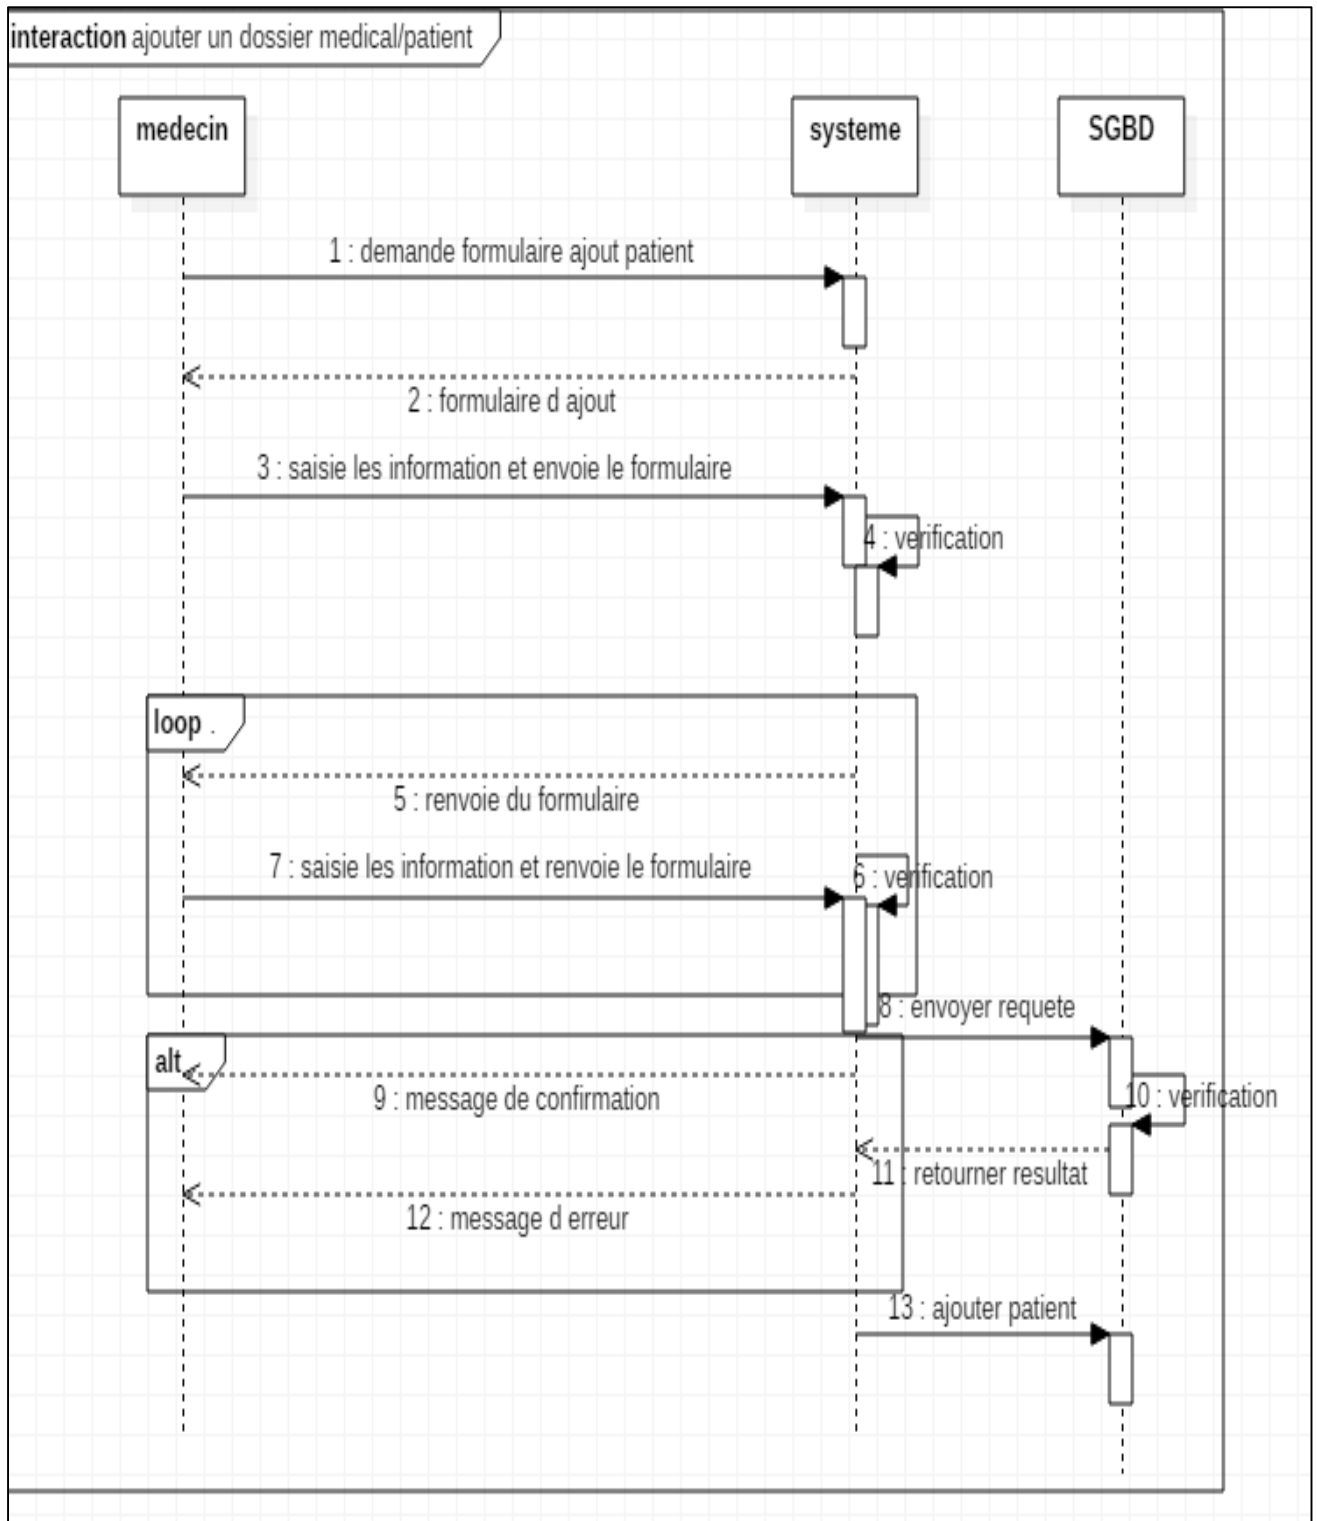 interaction ajouter un dossier medical/patient
medecin
systeme
SGBD
1 : demande formulaire ajout patient
2 : formulaire d ajout
3 : saisie les information et envoie le formulaire
4 : verification
loop .
5 : renvoie du formulaire
7 : saisie les information et renvoie le formulaire
6 : verification
8 : envoyer requete
alt
9 : message de confirmation
10 : verification
11 : retourner resultat
12 : message d erreur
13 : ajouter patient